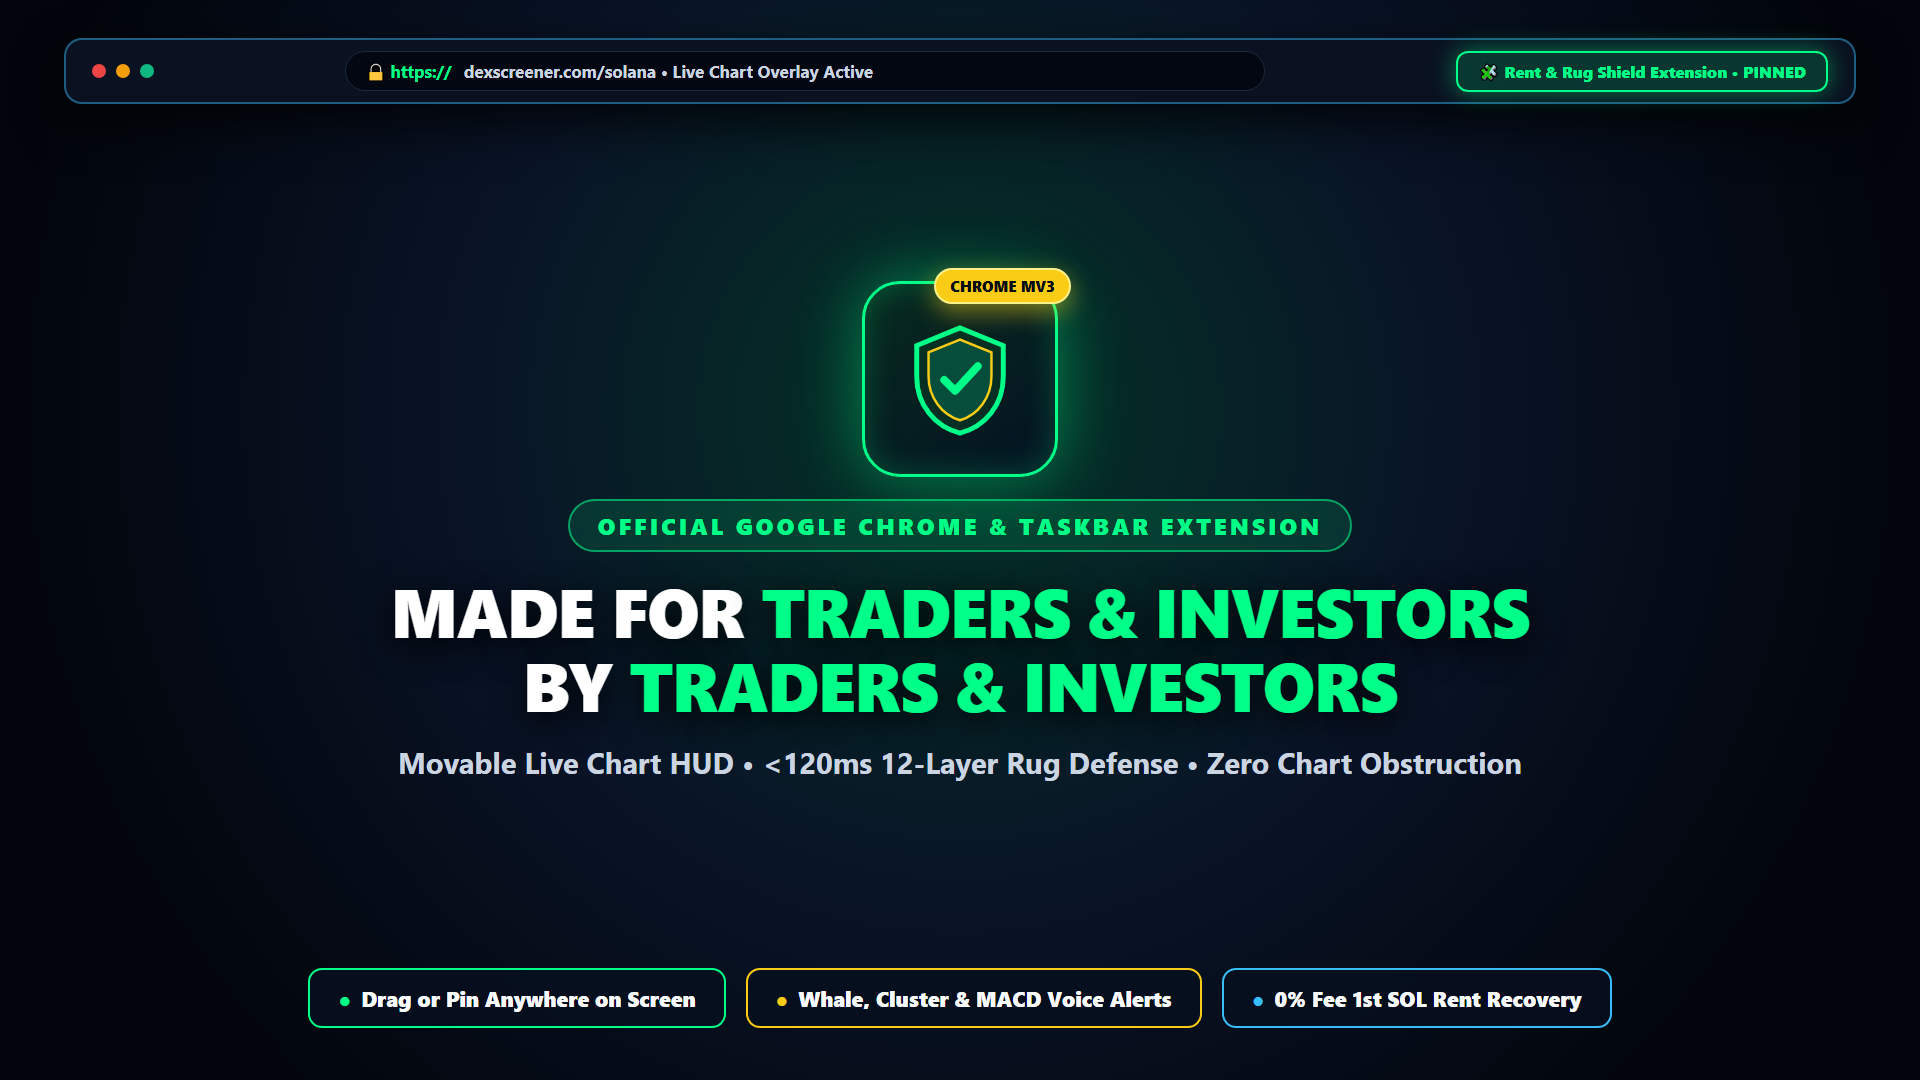 https:// dexscreener.com/solana • Live Chart Overlay Active
Rent & Rug Shield Extension • PINNED
CHROME MV3
OFFICIAL GOOGLE CHROME & TASKBAR EXTENSION
MADE FOR TRADERS & INVESTORS
BY TRADERS & INVESTORS
Movable Live Chart HUD • <120ms 12-Layer Rug Defense • Zero Chart Obstruction
• Drag or Pin Anywhere on Screen
• Whale, Cluster & MACD Voice Alerts
• 0% Fee 1st SOL Rent Recovery